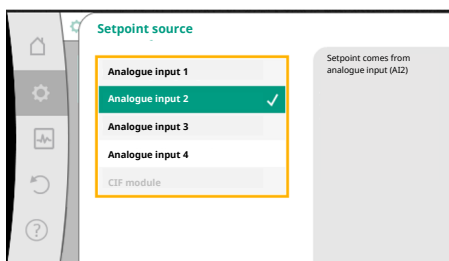 Setpoint source
Analogue input 1
Analogue input 2
Analogue input 3
Analogue input 4
CIF module
Setpoint comes from
analogue input (AI2)
?